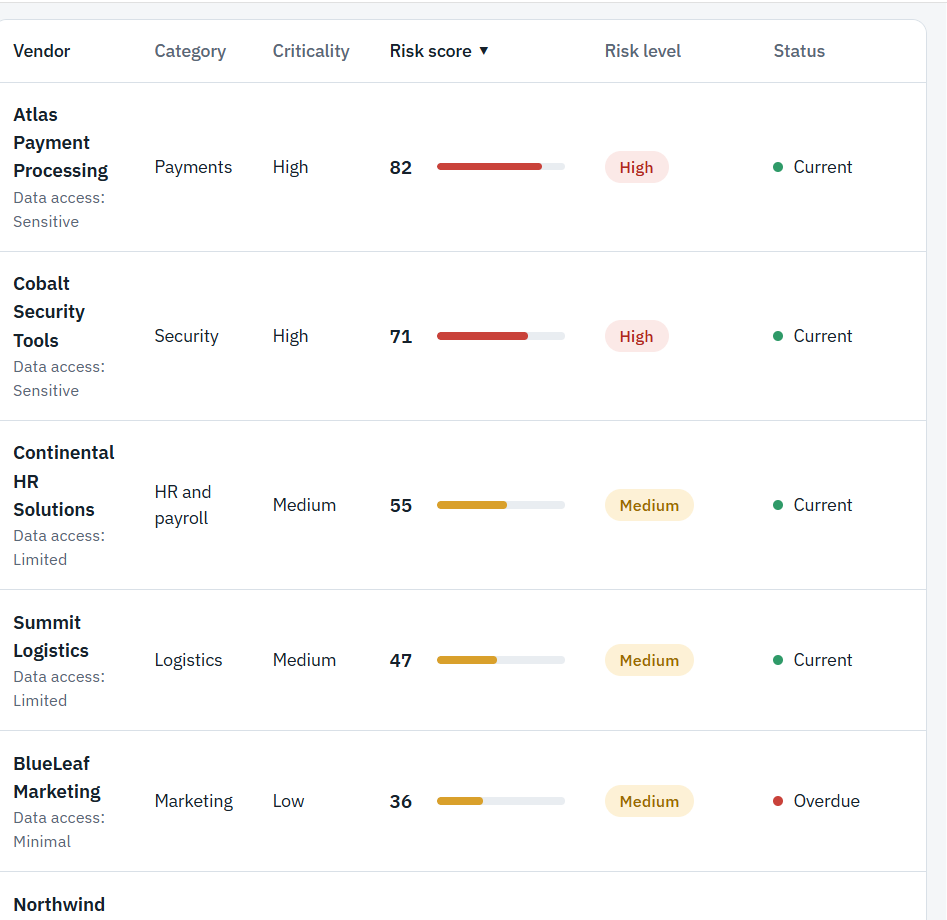 Vendor Category Criticality Risk score ▼ Risk level Status
Atlas
Payment
Processing
Data access:
Sensitive
Payments High 82 High Current
Cobalt
Security
Tools
Data access:
Sensitive
Security High 71 High Current
Continental
HR
Solutions
Data access:
Limited
HR and
payroll
Medium 55 Medium Current
Summit
Logistics
Data access:
Limited
Logistics Medium 47 Medium Current
BlueLeaf
Marketing
Data access:
Minimal
Marketing Low 36 Medium Overdue
Northwind